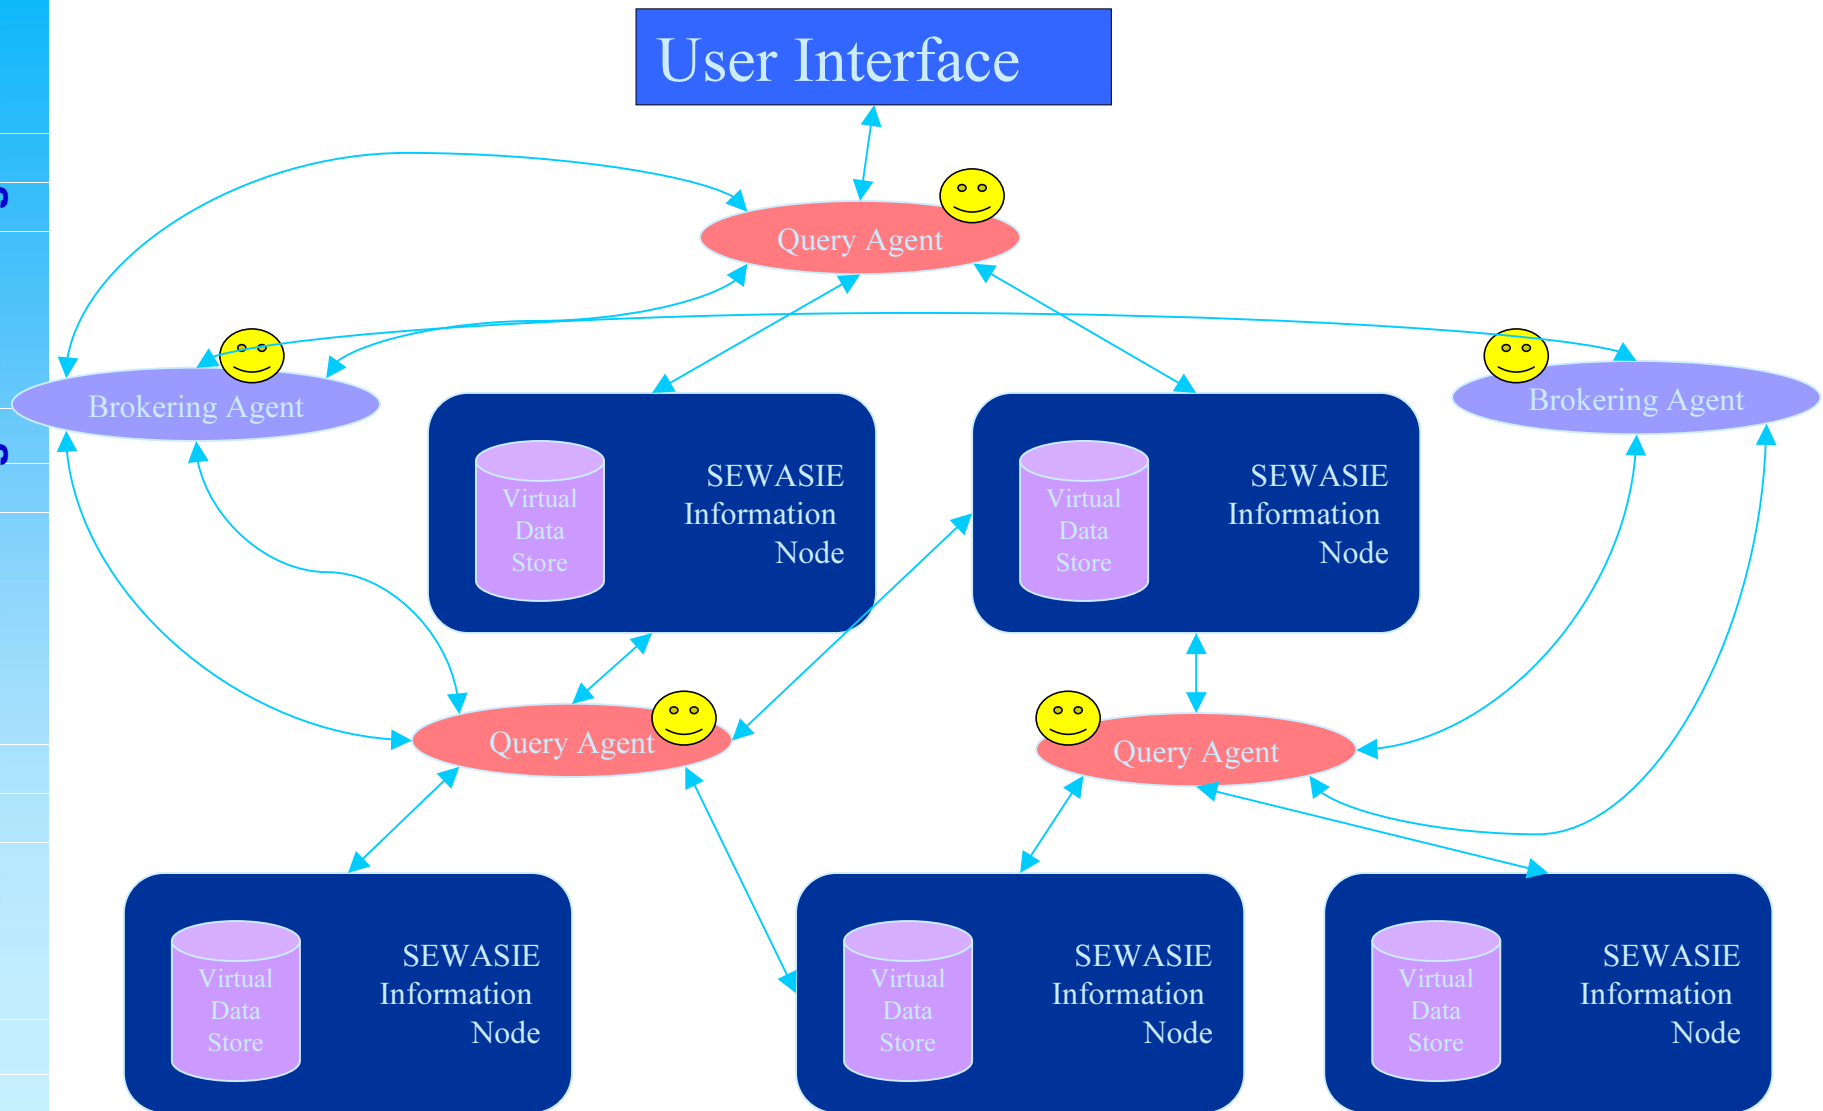 User Interface
Query Agent
Brokering Agent
Brokering Agent
Virtual
Data
Store
SEWASIE
Information
Node
Virtual
Data
Store
SEWASIE
Information
Node
Query Agent
Query Agent
Virtual
Data
Store
SEWASIE
Information
Node
Virtual
Data
Store
SEWASIE
Information
Node
Virtual
Data
Store
SEWASIE
Information
Node